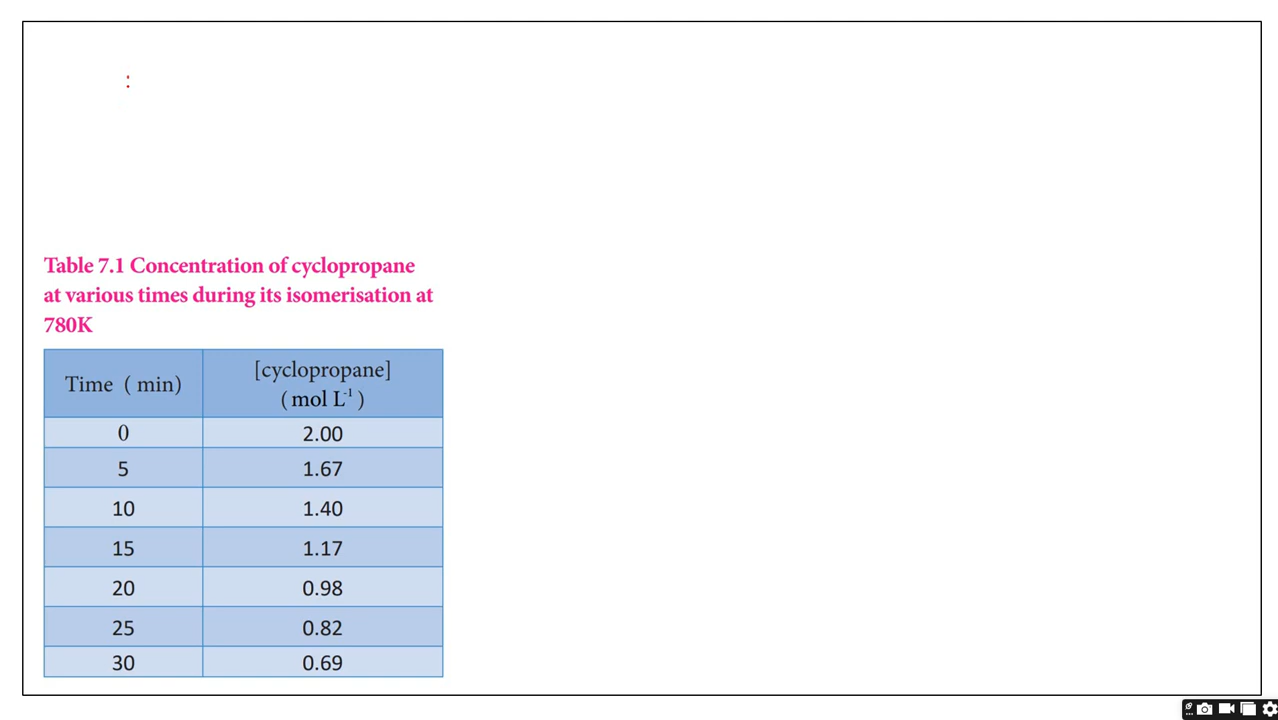 :
Table 7.1 Concentration of cyclopropane
at various times during its isomerisation at
780K
Time ( min) [cyclopropane]
( mol L⁻¹ )
0 2.00
5 1.67
10 1.40
15 1.17
20 0.98
25 0.82
30 0.69